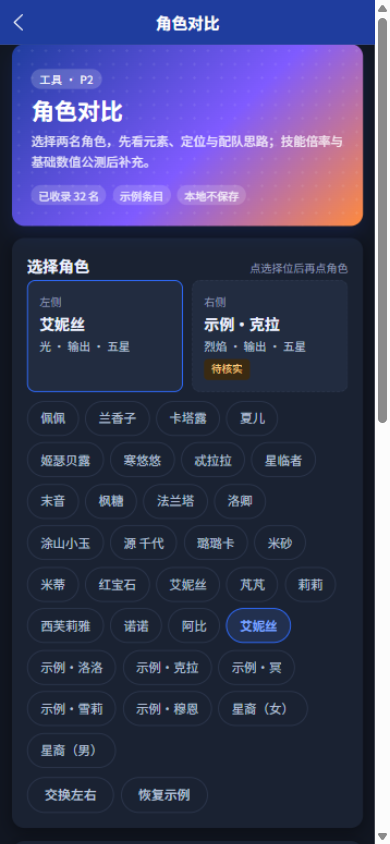 角色对比
工具 · P2
角色对比
选择两名角色，先看元素、定位与配队思路；技能倍率与
基础数值公测后补充。
已收录 32 名 示例条目 本地不保存
选择角色 点选择位后再点角色
左侧
艾妮丝
光 · 输出 · 五星
右侧
示例·克拉
烈焰 · 输出 · 五星
待核实
佩佩 兰香子 卡塔露 夏儿
姬瑟贝露 寒悠悠 忒拉拉 星临者
末音 枫糖 法兰塔 洛卿
涂山小玉 源 千代 璐璐卡 米砂
米蒂 红宝石 艾妮丝 芃芃 莉莉
西芙莉雅 诺诺 阿比 艾妮丝
示例·洛洛 示例·克拉 示例·冥
示例·雪莉 示例·穆恩 星裔（女）
星裔（男）
交换左右 恢复示例